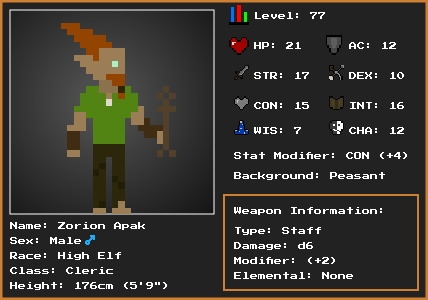 Level: 77
HP: 21 AC: 12
STR: 17 DEX: 10
CON: 15 INT: 16
WIS: 7 CHA: 12
Stat Modifier: CON (+4)
Background: Peasant
Weapon Information:
Type: Staff
Damage: d6
Modifier: (+2)
Elemental: None
Name: Zorion Apak
Sex: Male
Race: High Elf
Class: Cleric
Height: 176cm (5'9")